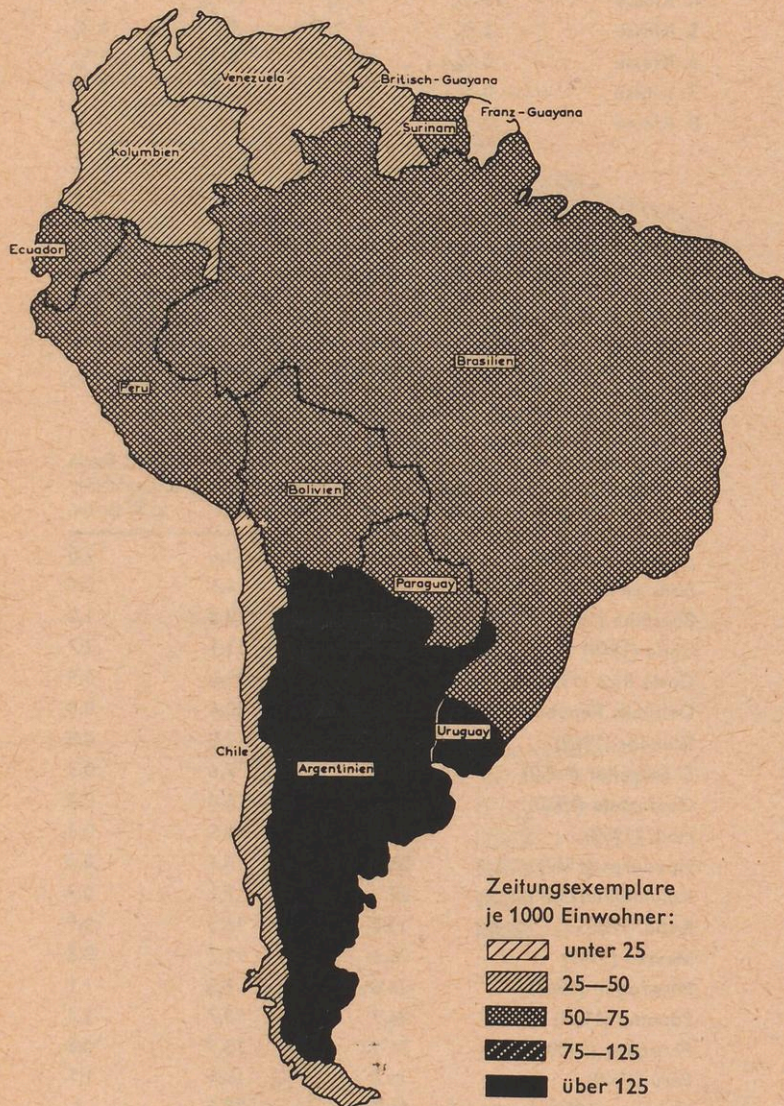 Venezuela
Britisch-Guayana
Franz-Guayana
Surinam
Kolumbien
Ecuador
Brasilien
Peru
Bolivien
Paraguay
Uruguay
Chile
Argentinien
Zeitungsexemplare
je 1000 Einwohner:
unter 25
25—50
50—75
75—125
über 125